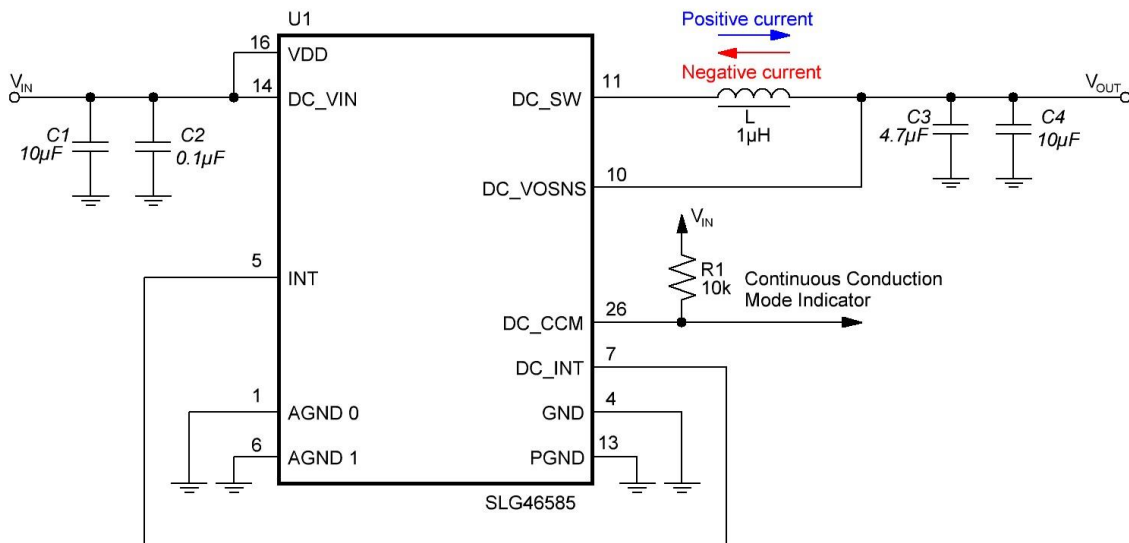 U1
Positive current
Negative current
16
VDD
V_IN
14
DC_VIN
DC_SW
11
V_OUT
L
1µH
C1
10µF
C2
0.1µF
C3
4.7µF
C4
10µF
DC_VOSNS
10
V_IN
5
INT
R1
10k
Continuous Conduction
Mode Indicator
DC_CCM
26
DC_INT
7
1
AGND 0
GND
4
6
AGND 1
PGND
13
SLG46585